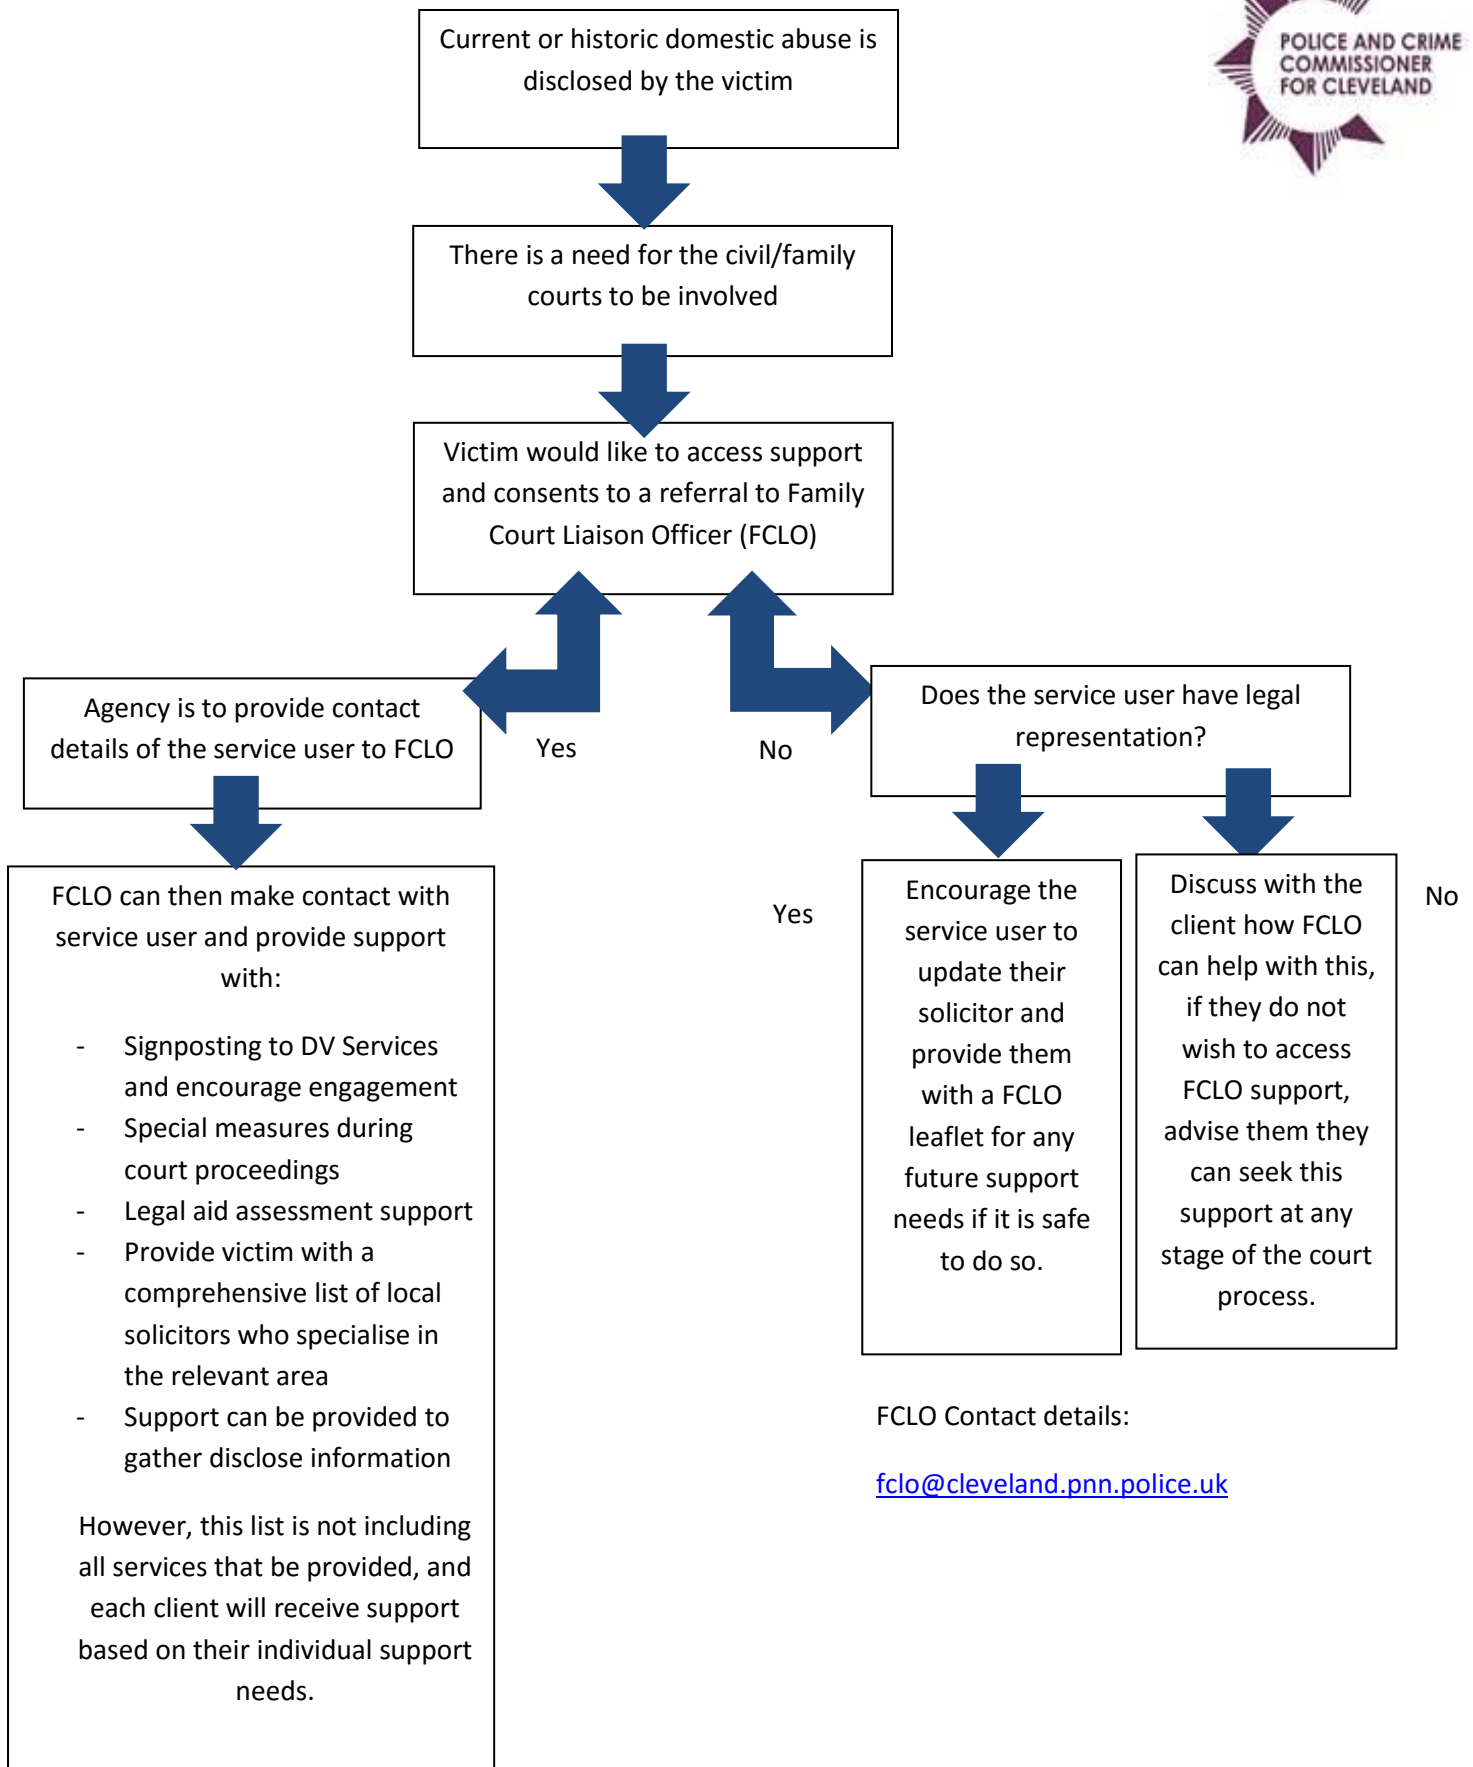 POLICE AND CRIME
COMMISSIONER
FOR CLEVELAND
Current or historic domestic abuse is
disclosed by the victim
There is a need for the civil/family
courts to be involved
Victim would like to access support
and consents to a referral to Family
Court Liaison Officer (FCLO)
Agency is to provide contact
details of the service user to FCLO
Yes
No
Does the service user have legal
representation?
FCLO can then make contact with
service user and provide support
with:
- Signposting to DV Services
and encourage engagement
- Special measures during
court proceedings
- Legal aid assessment support
- Provide victim with a
comprehensive list of local
solicitors who specialise in
the relevant area
- Support can be provided to
gather disclose information
However, this list is not including
all services that be provided, and
each client will receive support
based on their individual support
needs.
Yes
Encourage the
service user to
update their
solicitor and
provide them
with a FCLO
leaflet for any
future support
needs if it is safe
to do so.
Discuss with the
client how FCLO
can help with this,
if they do not
wish to access
FCLO support,
advise them they
can seek this
support at any
stage of the court
process.
No
FCLO Contact details:
fclo@cleveland.pnn.police.uk